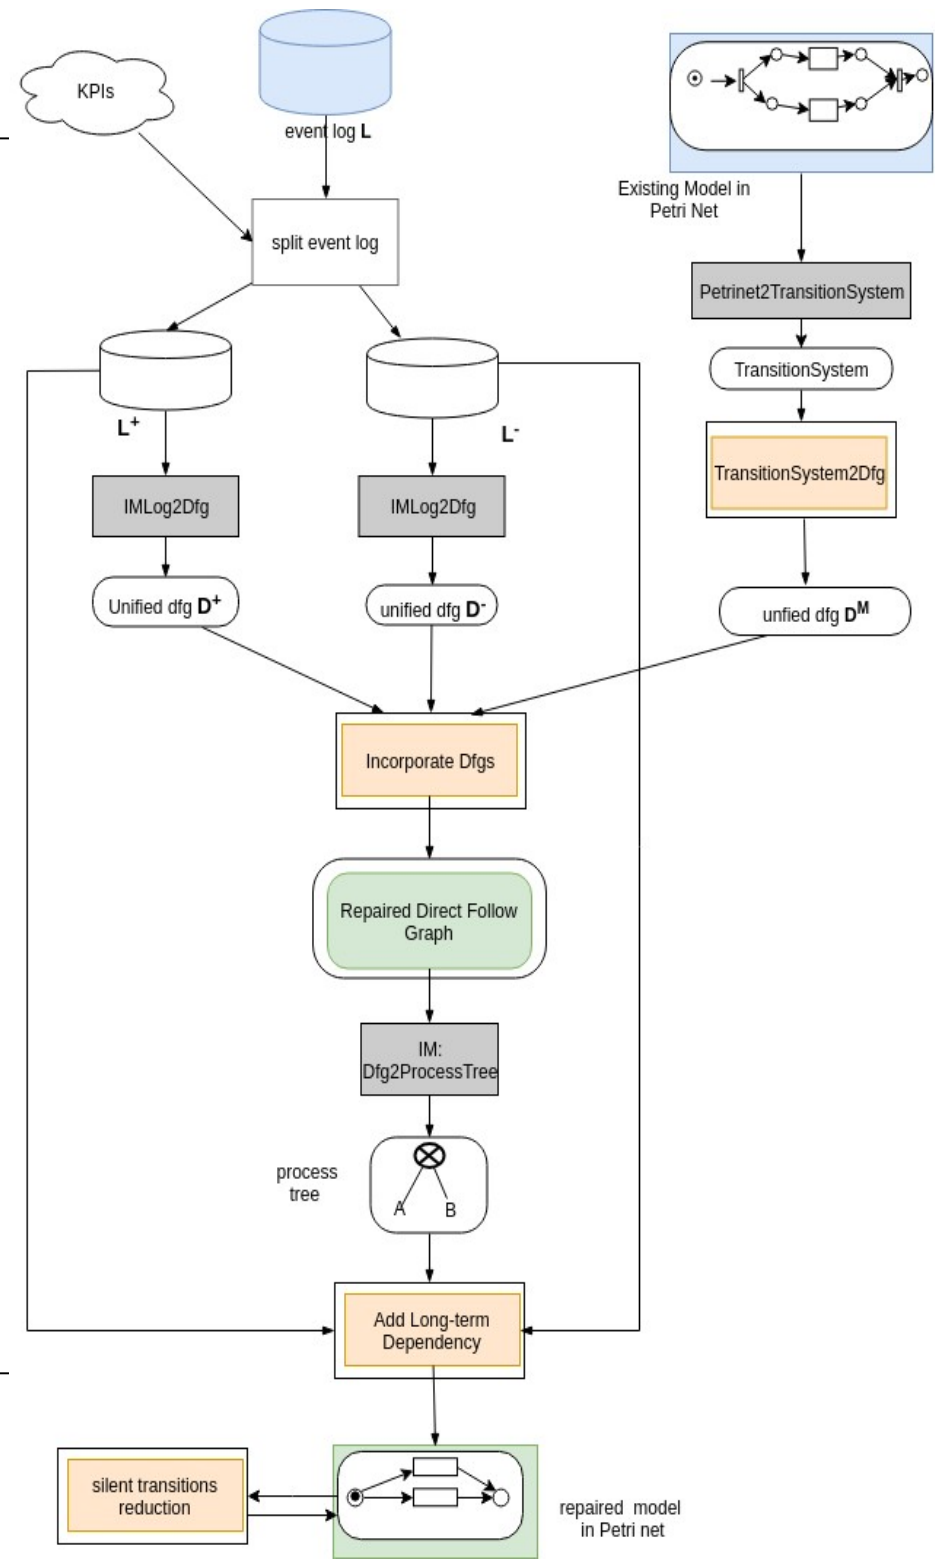 KPIs
event log L
Existing Model in
Petri Net
split event log
Petrinet2TransitionSystem
TransitionSystem
L+
L-
TransitionSystem2Dfg
IMLog2Dfg
IMLog2Dfg
Unified dfg D+
unified dfg D-
unfied dfg DM
Incorporate Dfgs
Repaired Direct Follow
Graph
IM:
Dfg2ProcessTree
process
tree
A
B
Add Long-term
Dependency
silent transitions
reduction
repaired model
in Petri net